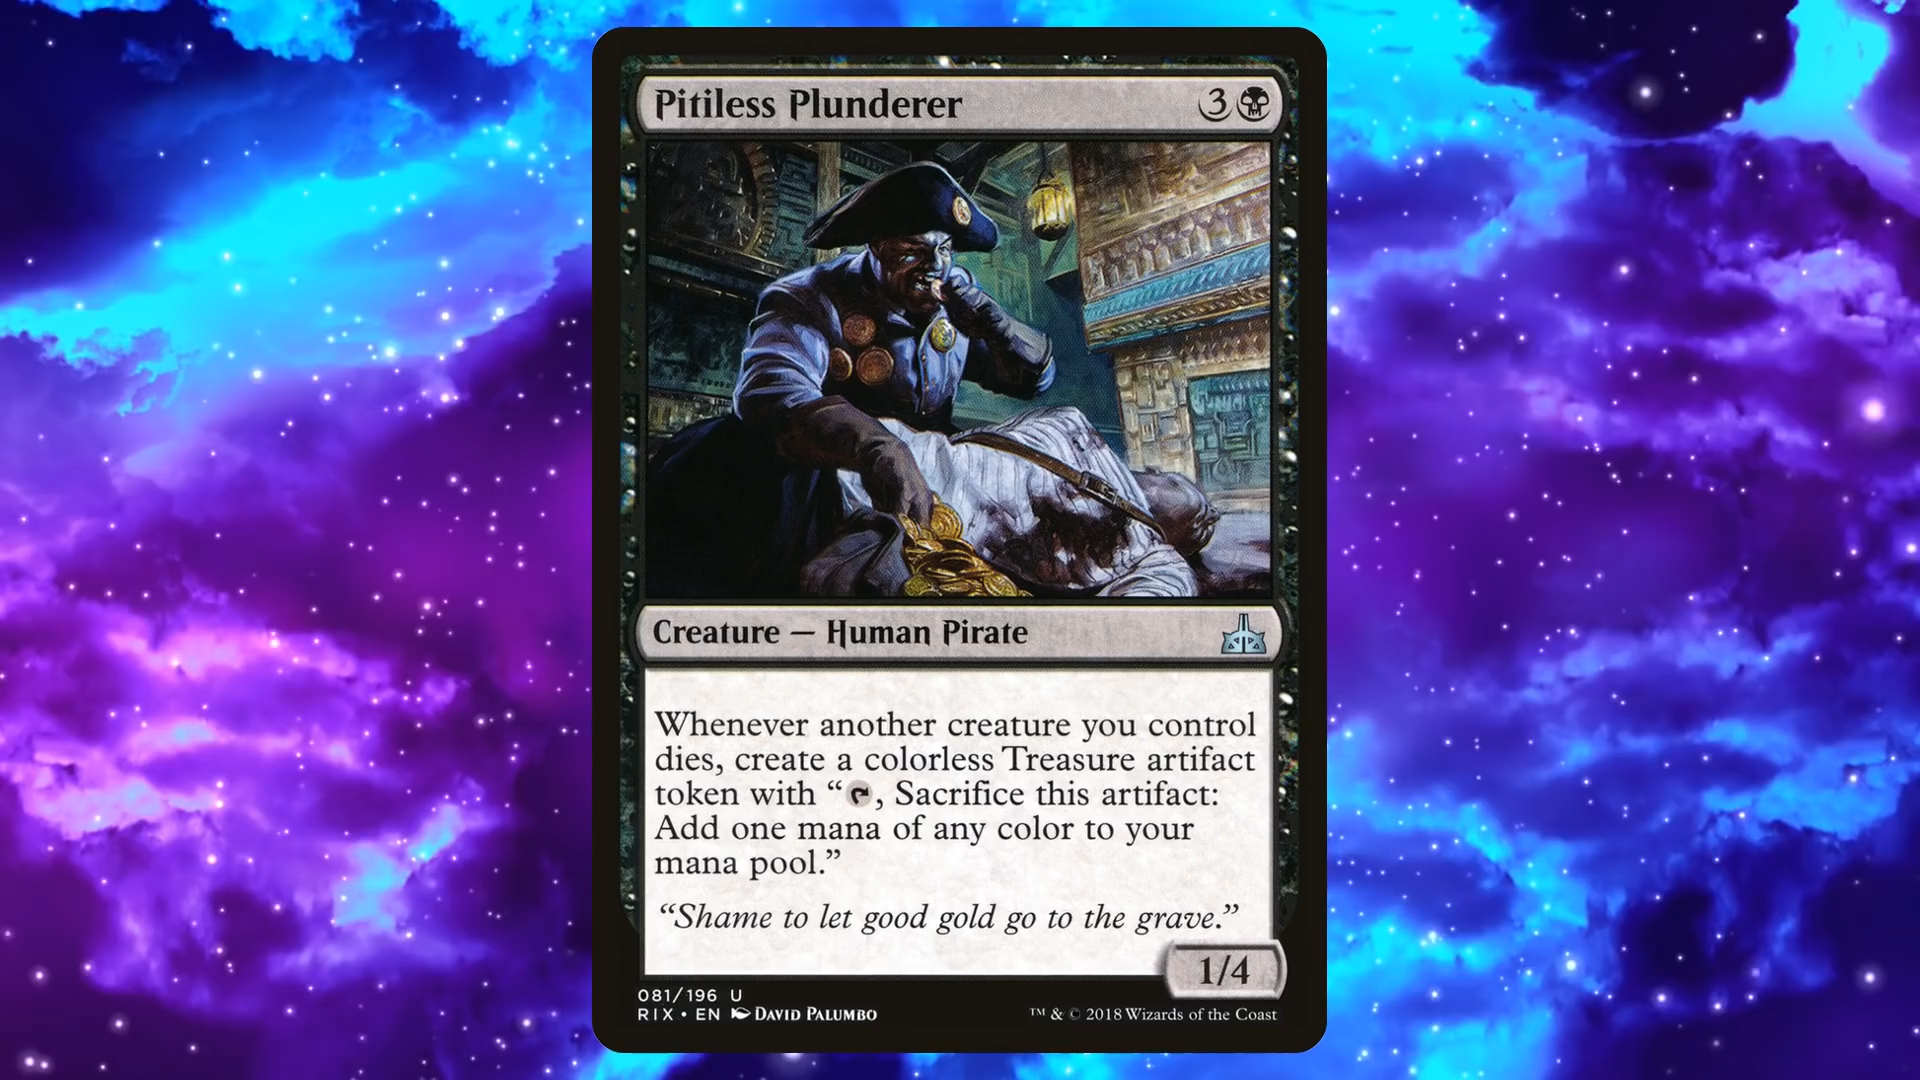 Pitiless Plunderer 3
Creature — Human Pirate
Whenever another creature you control
dies, create a colorless Treasure artifact
token with “, Sacrifice this artifact:
Add one mana of any color to your
mana pool.”
“Shame to let good gold go to the grave.”
1/4
081/196 U
RIX • EN David Palumbo
™ & © 2018 Wizards of the Coast